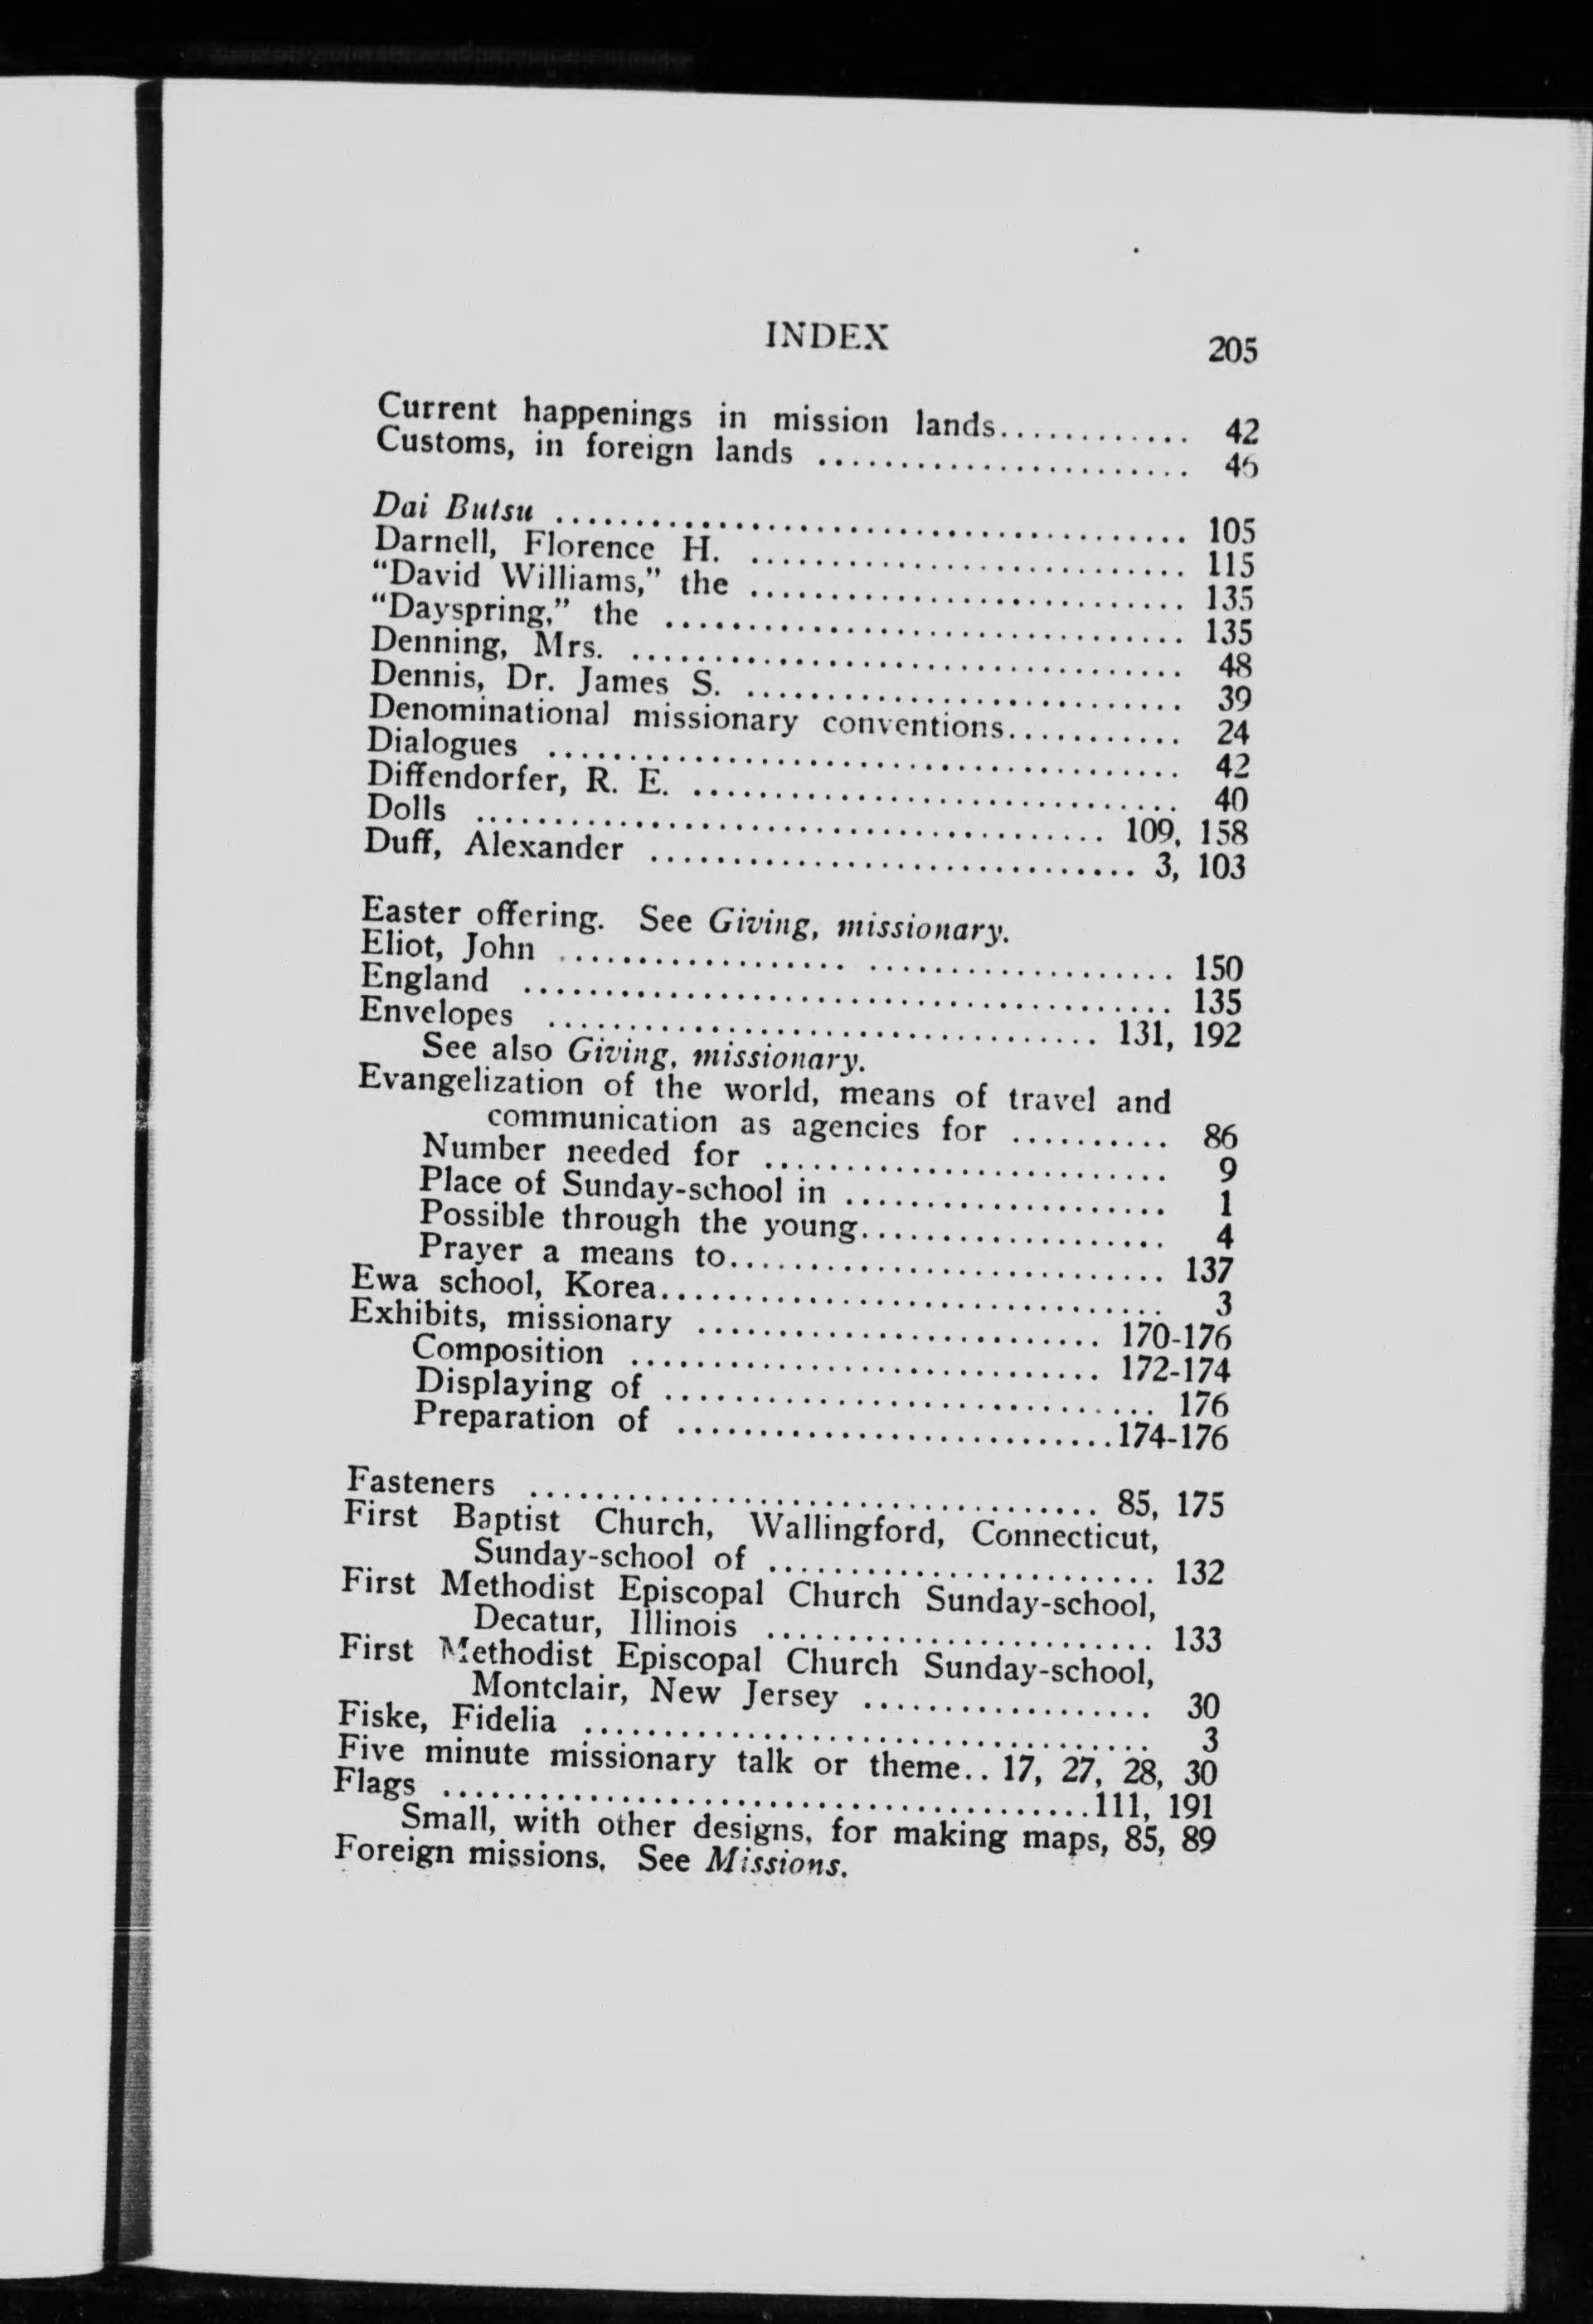 INDEX 205
Current happenings in mission lands............ 42
Customs, in foreign lands ....................... 46
Dai Butsu ....................................... 105
Darnell, Florence H. ........................... 115
"David Williams," the ........................... 135
"Dayspring," the ................................ 135
Denning, Mrs. .................................. 48
Dennis, Dr. James S. ........................... 39
Denominational missionary conventions........... 24
Dialogues ....................................... 42
Diffendorfer, R. E. .............................. 40
Dolls ....................................... 109, 158
Duff, Alexander .............................. 3, 103
Easter offering. See Giving, missionary.
Eliot, John ..................................... 150
England ........................................ 135
Envelopes .................................. 131, 192
See also Giving, missionary.
Evangelization of the world, means of travel and
communication as agencies for .......... 86
Number needed for ......................... 9
Place of Sunday-school in .................... 1
Possible through the young................... 4
Prayer a means to........................... 137
Ewa school, Korea............................... 3
Exhibits, missionary ......................... 170-176
Composition ............................. 172-174
Displaying of .............................. 176
Preparation of ...........................174-176
Fasteners ................................... 85, 175
First Baptist Church, Wallingford, Connecticut,
Sunday-school of ........................ 132
First Methodist Episcopal Church Sunday-school,
Decatur, Illinois ........................ 133
First Methodist Episcopal Church Sunday-school,
Montclair, New Jersey .................. 30
Fiske, Fidelia ................................... 3
Five minute missionary talk or theme.. 17, 27, 28, 30
Flags ........................................111, 191
Small, with other designs, for making maps, 85, 89
Foreign missions. See Missions.